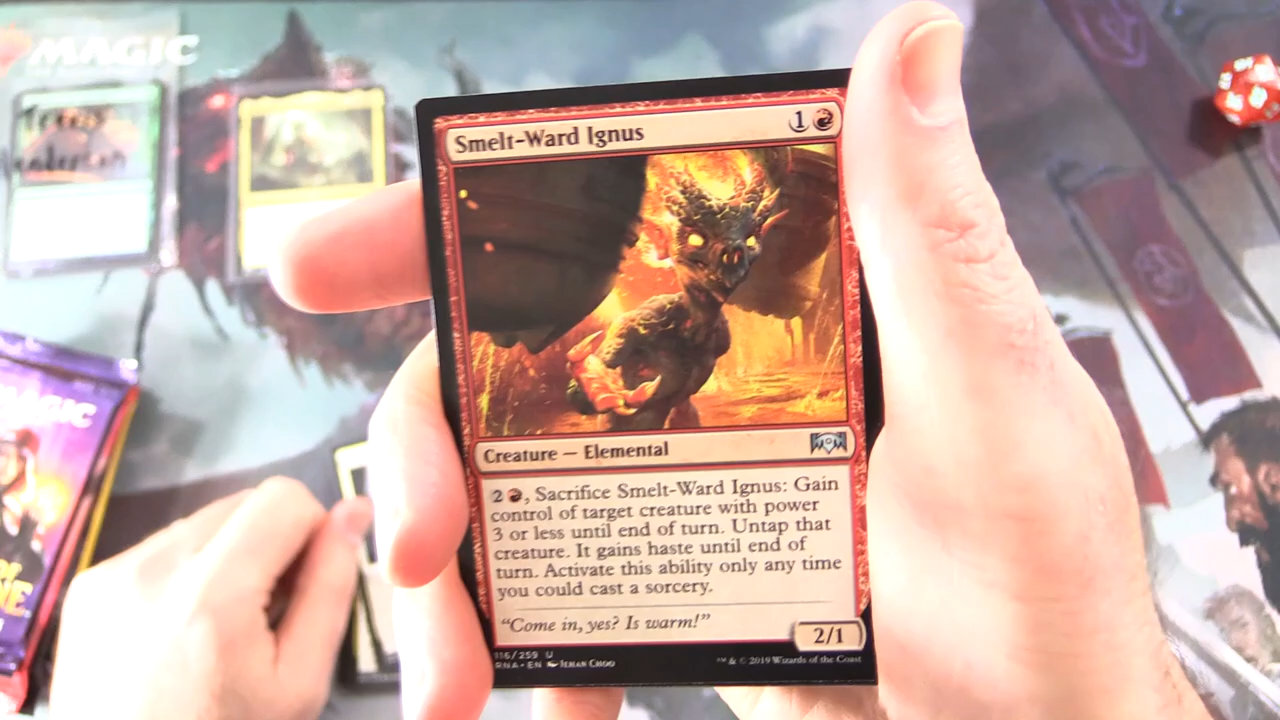 MAGIC
Smelt-Ward Ignus
1
Creature — Elemental
2 , Sacrifice Smelt-Ward Ignus: Gain
control of target creature with power
3 or less until end of turn. Untap that
creature. It gains haste until end of
turn. Activate this ability only any time
you could cast a sorcery.
"Come in, yes? Is warm!"
2/1
116/259 U
RNA • EN Jehan Choo
™ & © 2019 Wizards of the Coast
MAGIC